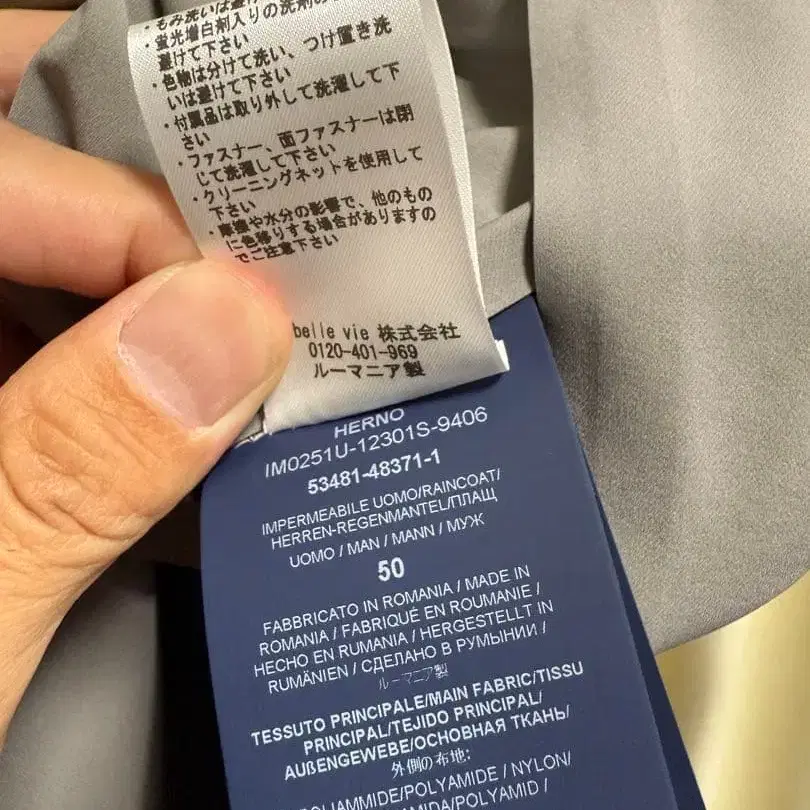 ・もみ洗いは避け
・蛍光増白剤入りの洗剤の
避けて下さい
・色物は分けて洗い、つけ置き洗
いは避けて下さい
・付属品は取り外して洗濯して下
さい
・ファスナー、面ファスナーは閉
じて洗濯して下さい
・クリーニングネットを使用して
下さい
・摩擦や水分の影響で、他のもの
に色移りする場合がありますの
でご注意下さい
belle vie 株式会社
0120-401-969
ルーマニア製
HERNO
IM0251U-12301S-9406
53481-48371-1
IMPERMEABILE UOMO/RAINCOAT/
HERREN-REGENMANTEL/ПЛАЩ
UOMO / MAN / MANN / МУЖ
50
FABBRICATO IN ROMANIA / MADE IN
ROMANIA / FABRIQUÉ EN ROUMANIE /
HECHO EN RUMANIA / HERGESTELLT IN
RUMÄNIEN / СДЕЛАНО В РУМЫНИИ /
ルーマニア製
TESSUTO PRINCIPALE/MAIN FABRIC/TISSU
PRINCIPAL/TEJIDO PRINCIPAL/
AUßENGEWEBE/ОСНОВНАЯ ТКАНЬ/
外側の布地:
POLIAMMIDE/POLYAMIDE / NYLON/
POLYAMID /